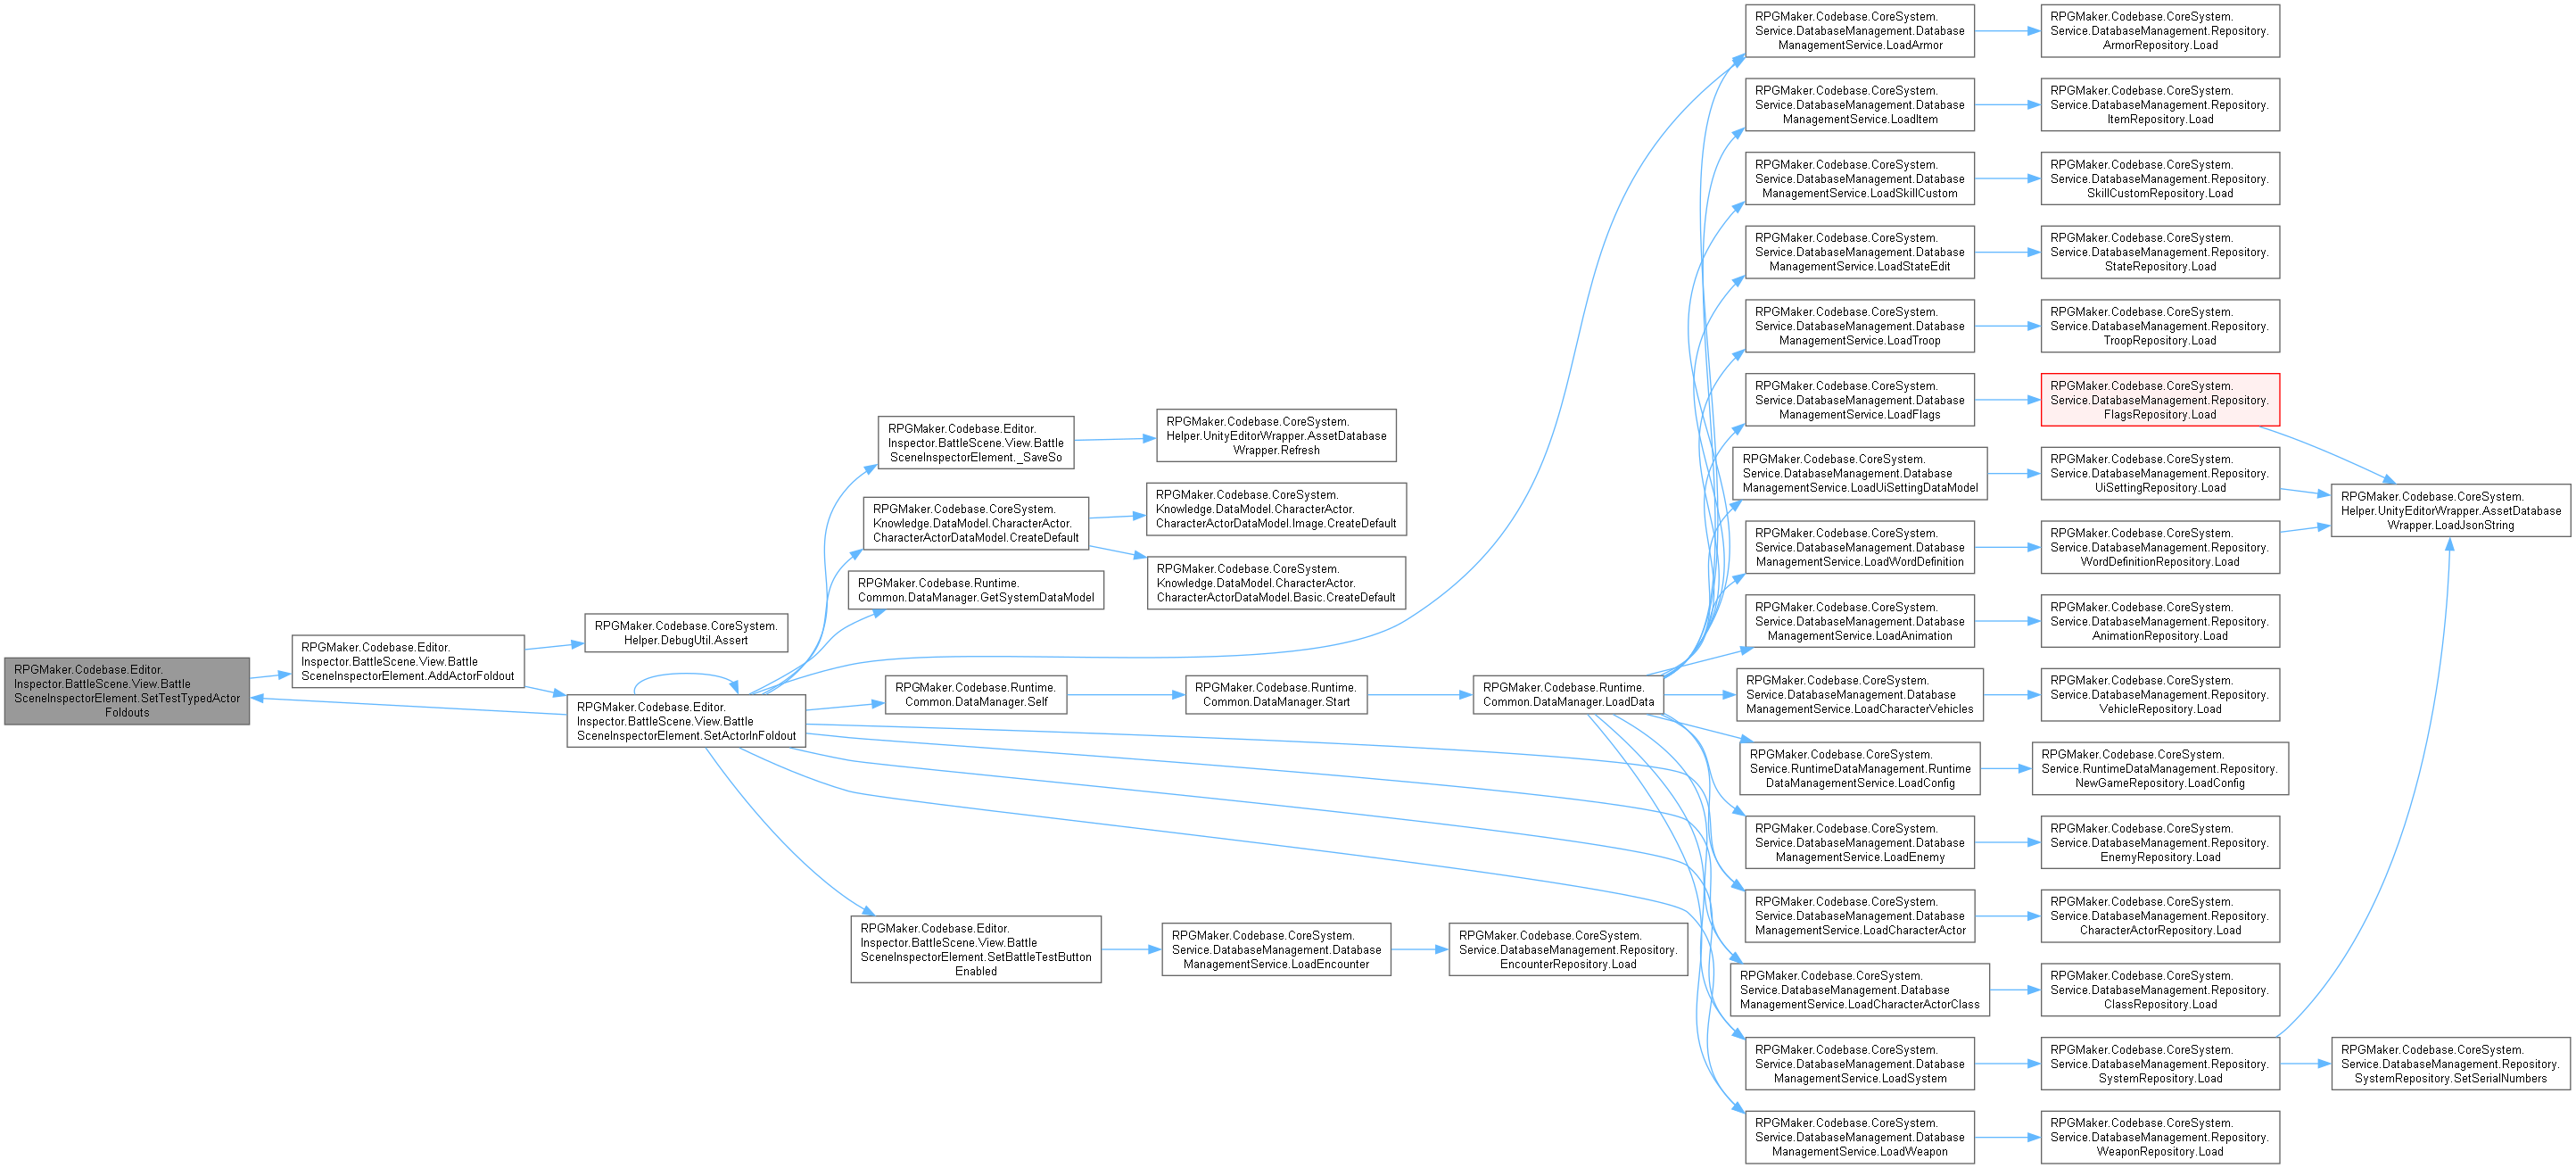 RPGMaker.Codebase.Editor.
Inspector.BattleScene.View.Battle
SceneInspectorElement.SetTestTypedActor
Foldouts
RPGMaker.Codebase.Editor.
Inspector.BattleScene.View.Battle
SceneInspectorElement.AddActorFoldout
RPGMaker.Codebase.CoreSystem.
Helper.DebugUtil.Assert
RPGMaker.Codebase.Editor.
Inspector.BattleScene.View.Battle
SceneInspectorElement.SetActorInFoldout
RPGMaker.Codebase.Editor.
Inspector.BattleScene.View.Battle
SceneInspectorElement._SaveSo
RPGMaker.Codebase.CoreSystem.
Helper.UnityEditorWrapper.AssetDatabase
Wrapper.Refresh
RPGMaker.Codebase.CoreSystem.
Knowledge.DataModel.CharacterActor.
CharacterActorDataModel.CreateDefault
RPGMaker.Codebase.CoreSystem.
Knowledge.DataModel.CharacterActor.
CharacterActorDataModel.Image.CreateDefault
RPGMaker.Codebase.CoreSystem.
Knowledge.DataModel.CharacterActor.
CharacterActorDataModel.Basic.CreateDefault
RPGMaker.Codebase.Runtime.
Common.DataManager.GetSystemDataModel
RPGMaker.Codebase.Runtime.
Common.DataManager.Self
RPGMaker.Codebase.Runtime.
Common.DataManager.Start
RPGMaker.Codebase.Runtime.
Common.DataManager.LoadData
RPGMaker.Codebase.Editor.
Inspector.BattleScene.View.Battle
SceneInspectorElement.SetBattleTestButton
Enabled
RPGMaker.Codebase.CoreSystem.
Service.DatabaseManagement.Database
ManagementService.LoadEncounter
RPGMaker.Codebase.CoreSystem.
Service.DatabaseManagement.Repository.
EncounterRepository.Load
RPGMaker.Codebase.CoreSystem.
Service.DatabaseManagement.Database
ManagementService.LoadArmor
RPGMaker.Codebase.CoreSystem.
Service.DatabaseManagement.Repository.
ArmorRepository.Load
RPGMaker.Codebase.CoreSystem.
Service.DatabaseManagement.Database
ManagementService.LoadItem
RPGMaker.Codebase.CoreSystem.
Service.DatabaseManagement.Repository.
ItemRepository.Load
RPGMaker.Codebase.CoreSystem.
Service.DatabaseManagement.Database
ManagementService.LoadSkillCustom
RPGMaker.Codebase.CoreSystem.
Service.DatabaseManagement.Repository.
SkillCustomRepository.Load
RPGMaker.Codebase.CoreSystem.
Service.DatabaseManagement.Database
ManagementService.LoadStateEdit
RPGMaker.Codebase.CoreSystem.
Service.DatabaseManagement.Repository.
StateRepository.Load
RPGMaker.Codebase.CoreSystem.
Service.DatabaseManagement.Database
ManagementService.LoadTroop
RPGMaker.Codebase.CoreSystem.
Service.DatabaseManagement.Repository.
TroopRepository.Load
RPGMaker.Codebase.CoreSystem.
Service.DatabaseManagement.Database
ManagementService.LoadFlags
RPGMaker.Codebase.CoreSystem.
Service.DatabaseManagement.Repository.
FlagsRepository.Load
RPGMaker.Codebase.CoreSystem.
Service.DatabaseManagement.Database
ManagementService.LoadUiSettingDataModel
RPGMaker.Codebase.CoreSystem.
Service.DatabaseManagement.Repository.
UiSettingRepository.Load
RPGMaker.Codebase.CoreSystem.
Helper.UnityEditorWrapper.AssetDatabase
Wrapper.LoadJsonString
RPGMaker.Codebase.CoreSystem.
Service.DatabaseManagement.Database
ManagementService.LoadWordDefinition
RPGMaker.Codebase.CoreSystem.
Service.DatabaseManagement.Repository.
WordDefinitionRepository.Load
RPGMaker.Codebase.CoreSystem.
Service.DatabaseManagement.Database
ManagementService.LoadAnimation
RPGMaker.Codebase.CoreSystem.
Service.DatabaseManagement.Repository.
AnimationRepository.Load
RPGMaker.Codebase.CoreSystem.
Service.DatabaseManagement.Database
ManagementService.LoadCharacterVehicles
RPGMaker.Codebase.CoreSystem.
Service.DatabaseManagement.Repository.
VehicleRepository.Load
RPGMaker.Codebase.CoreSystem.
Service.RuntimeDataManagement.Runtime
DataManagementService.LoadConfig
RPGMaker.Codebase.CoreSystem.
Service.RuntimeDataManagement.Repository.
NewGameRepository.LoadConfig
RPGMaker.Codebase.CoreSystem.
Service.DatabaseManagement.Database
ManagementService.LoadEnemy
RPGMaker.Codebase.CoreSystem.
Service.DatabaseManagement.Repository.
EnemyRepository.Load
RPGMaker.Codebase.CoreSystem.
Service.DatabaseManagement.Database
ManagementService.LoadCharacterActor
RPGMaker.Codebase.CoreSystem.
Service.DatabaseManagement.Repository.
CharacterActorRepository.Load
RPGMaker.Codebase.CoreSystem.
Service.DatabaseManagement.Database
ManagementService.LoadCharacterActorClass
RPGMaker.Codebase.CoreSystem.
Service.DatabaseManagement.Repository.
ClassRepository.Load
RPGMaker.Codebase.CoreSystem.
Service.DatabaseManagement.Database
ManagementService.LoadSystem
RPGMaker.Codebase.CoreSystem.
Service.DatabaseManagement.Repository.
SystemRepository.Load
RPGMaker.Codebase.CoreSystem.
Service.DatabaseManagement.Repository.
SystemRepository.SetSerialNumbers
RPGMaker.Codebase.CoreSystem.
Service.DatabaseManagement.Database
ManagementService.LoadWeapon
RPGMaker.Codebase.CoreSystem.
Service.DatabaseManagement.Repository.
WeaponRepository.Load